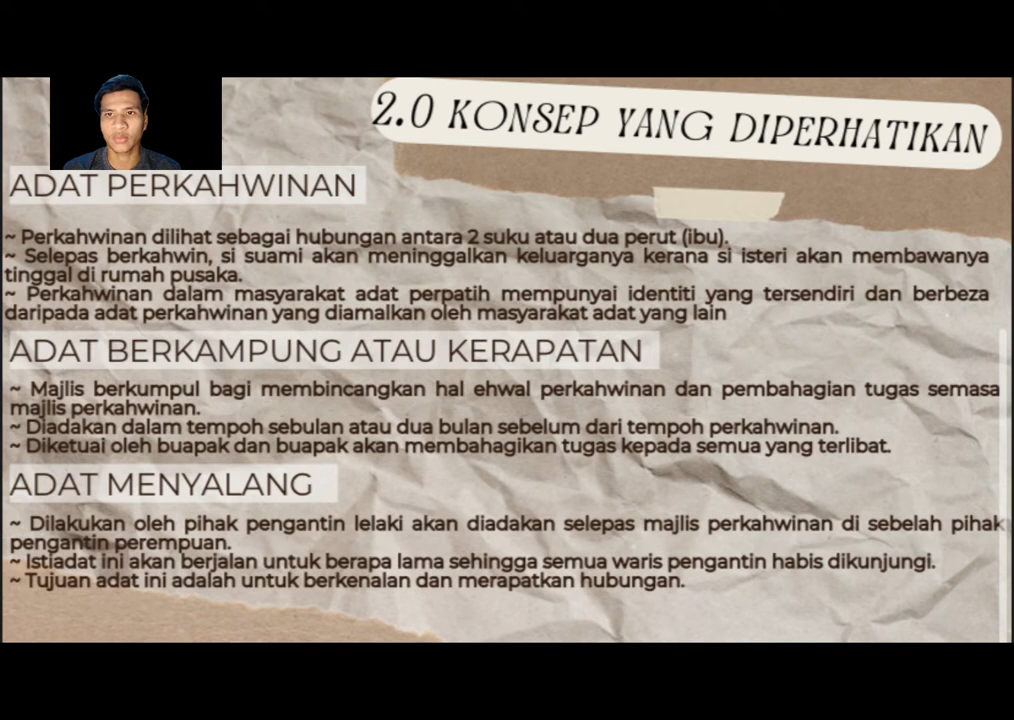 2.0 KONSEP YANG DIPERHATIKAN
ADAT PERKAHWINAN
~ Perkahwinan dilihat sebagai hubungan antara 2 suku atau dua perut (ibu).
~ Selepas berkahwin, si suami akan meninggalkan keluarganya kerana si isteri akan membawanya
tinggal di rumah pusaka.
~ Perkahwinan dalam masyarakat adat perpatih mempunyai identiti yang tersendiri dan berbeza
daripada adat perkahwinan yang diamalkan oleh masyarakat adat yang lain
ADAT BERKAMPUNG ATAU KERAPATAN
~ Majlis berkumpul bagi membincangkan hal ehwal perkahwinan dan pembahagian tugas semasa
majlis perkahwinan.
~ Diadakan dalam tempoh sebulan atau dua bulan sebelum dari tempoh perkahwinan.
~ Diketuai oleh buapak dan buapak akan membahagikan tugas kepada semua yang terlibat.
ADAT MENYALANG
~ Dilakukan oleh pihak pengantin lelaki akan diadakan selepas majlis perkahwinan di sebelah pihak
pengantin perempuan.
~ Istiadat ini akan berjalan untuk berapa lama sehingga semua waris pengantin habis dikunjungi.
~ Tujuan adat ini adalah untuk berkenalan dan merapatkan hubungan.